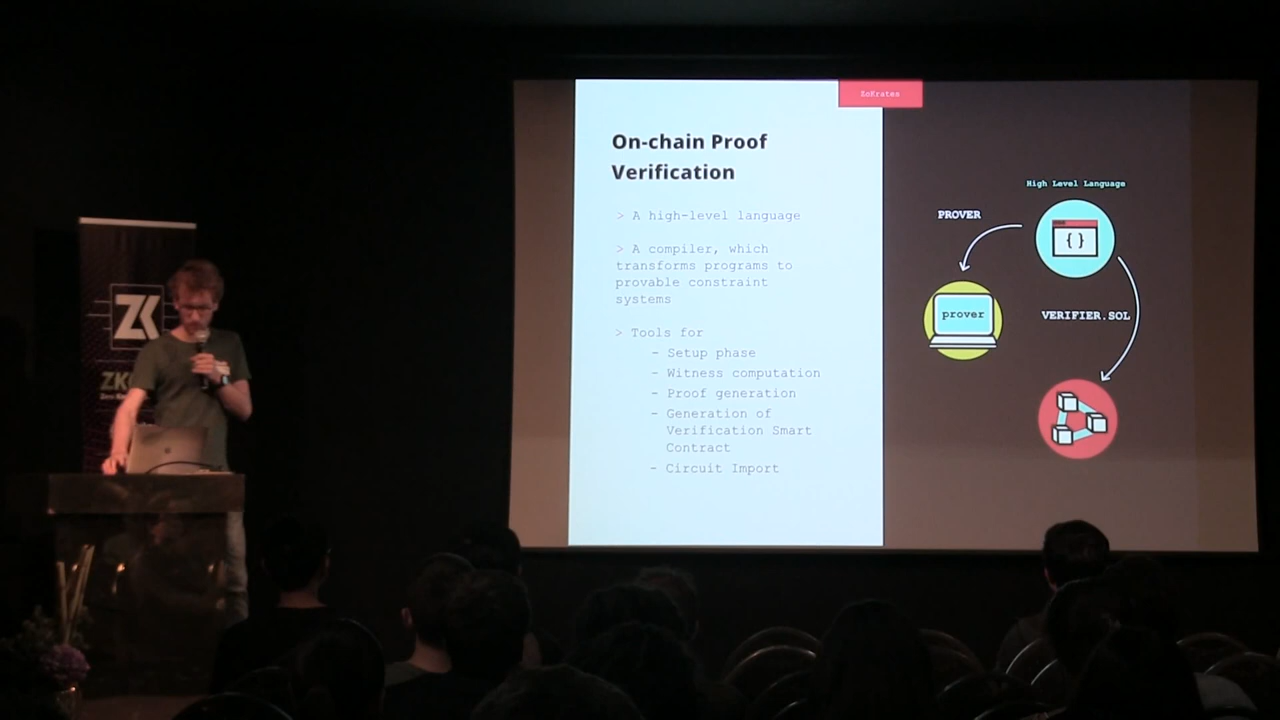 ZoKrates
On-chain Proof
Verification
> A high-level language
> A compiler, which
transforms programs to
provable constraint
systems
> Tools for
- Setup phase
- Witness computation
- Proof generation
- Generation of
Verification Smart
Contract
- Circuit Import
High Level Language
PROVER
{}
prover
VERIFIER.SOL
ZK
ZK